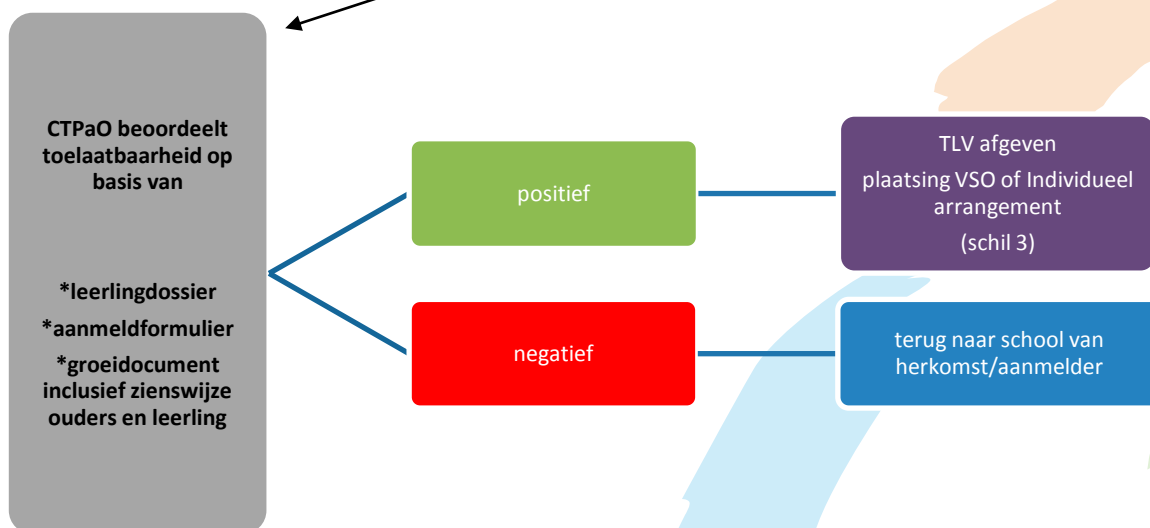 CTPaO beoordeelt
toelaatbaarheid op
basis van
*leerlingdossier
*aanmeldformulier
*groeidocument
inclusief zienswijze
ouders en leerling
positief
TLV afgeven
plaatsing VSO of Individueel
arrangement
(schil 3)
negatief
terug naar school van
herkomst/aanmelder